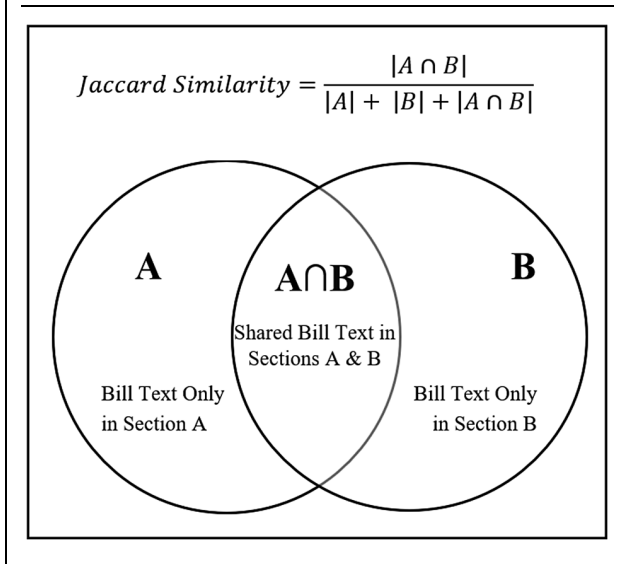 Jaccard Similarity = |A ∩ B| / |A| + |B| + |A ∩ B|
A
A∩B
B
Shared Bill Text in
Sections A & B
Bill Text Only
in Section A
Bill Text Only
in Section B